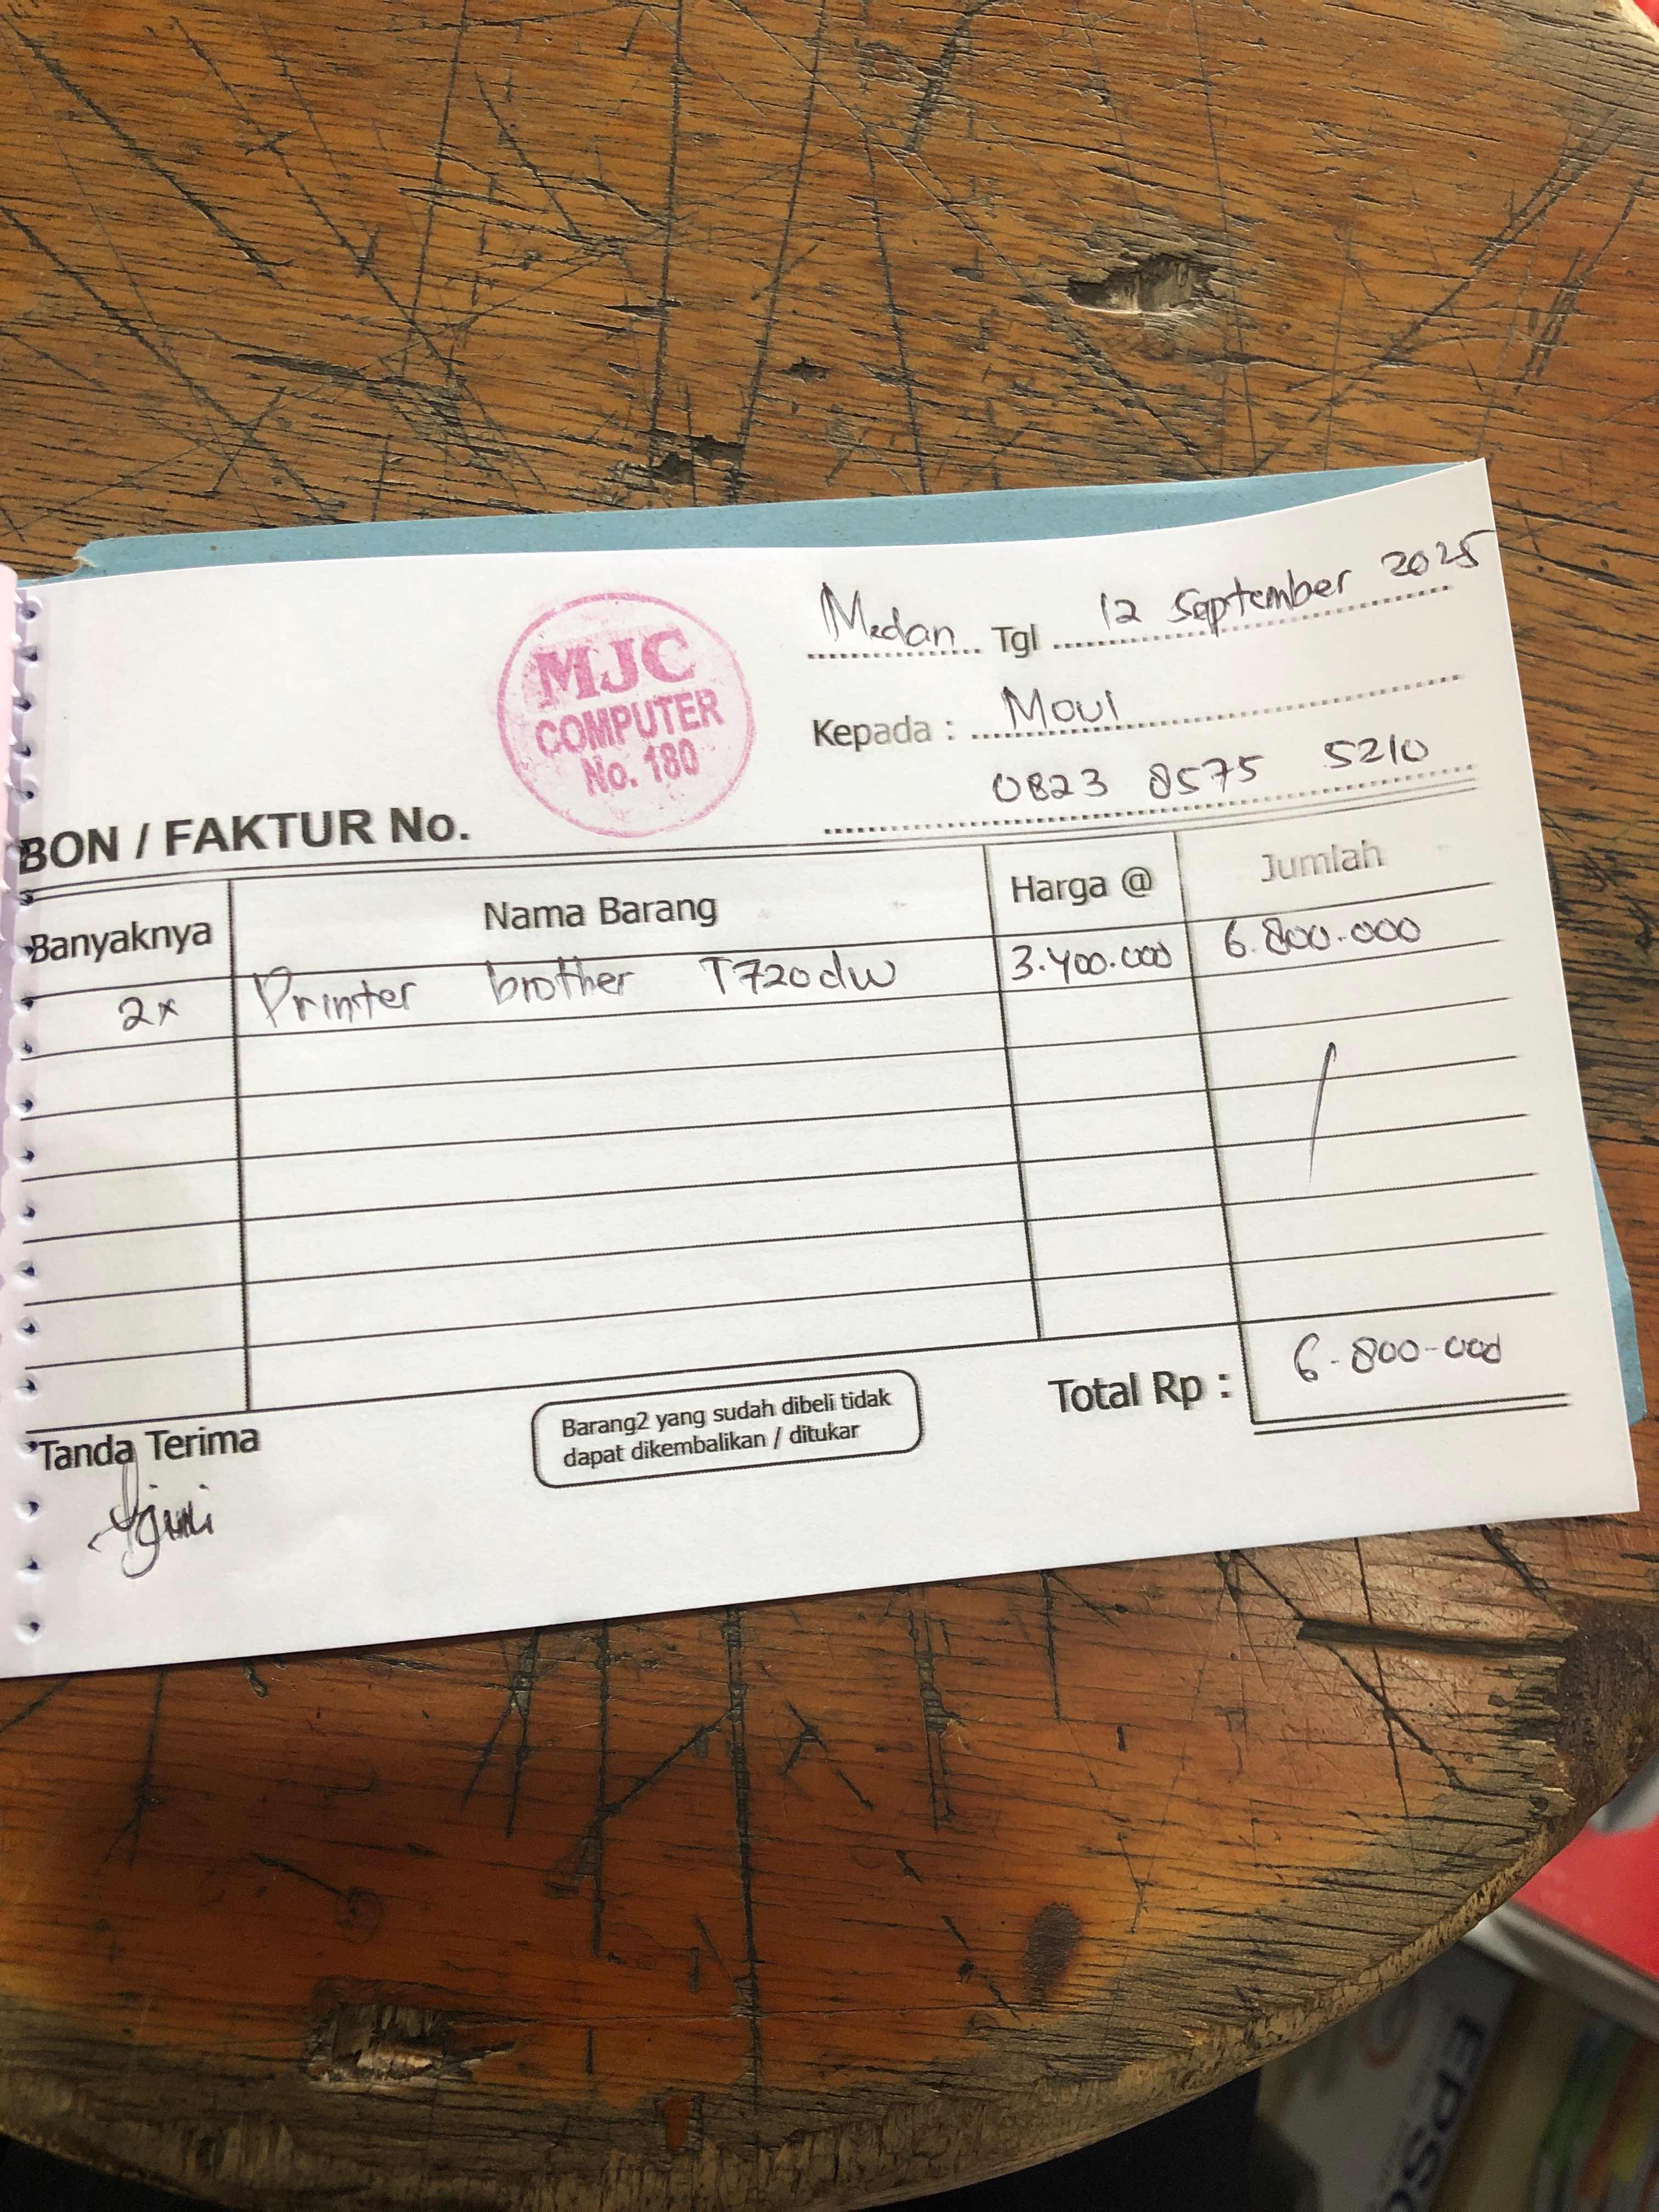 Medan Tgl 12 September 2025
MJC
COMPUTER
No. 180
Kepada : Moul
0823 8575 5210
BON / FAKTUR No.
Banyaknya Nama Barang Harga @ Jumlah
2x Printer brother T720dw 3.400.000 6.800.000
Total Rp : 6-800-000
Tanda Terima
Barang2 yang sudah dibeli tidak
dapat dikembalikan / ditukar